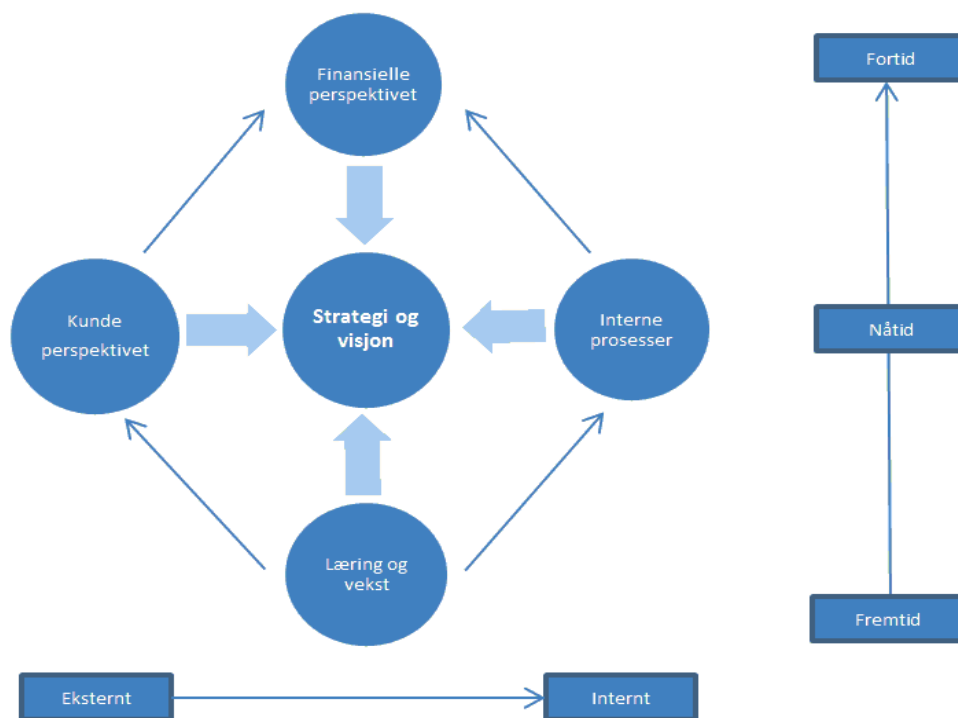 Finansielle
perspektivet
Fortid
Kunde
perspektivet
Strategi og
visjon
Interne
prosesser
Nåtid
Læring og
vekst
Fremtid
Eksternt
Internt